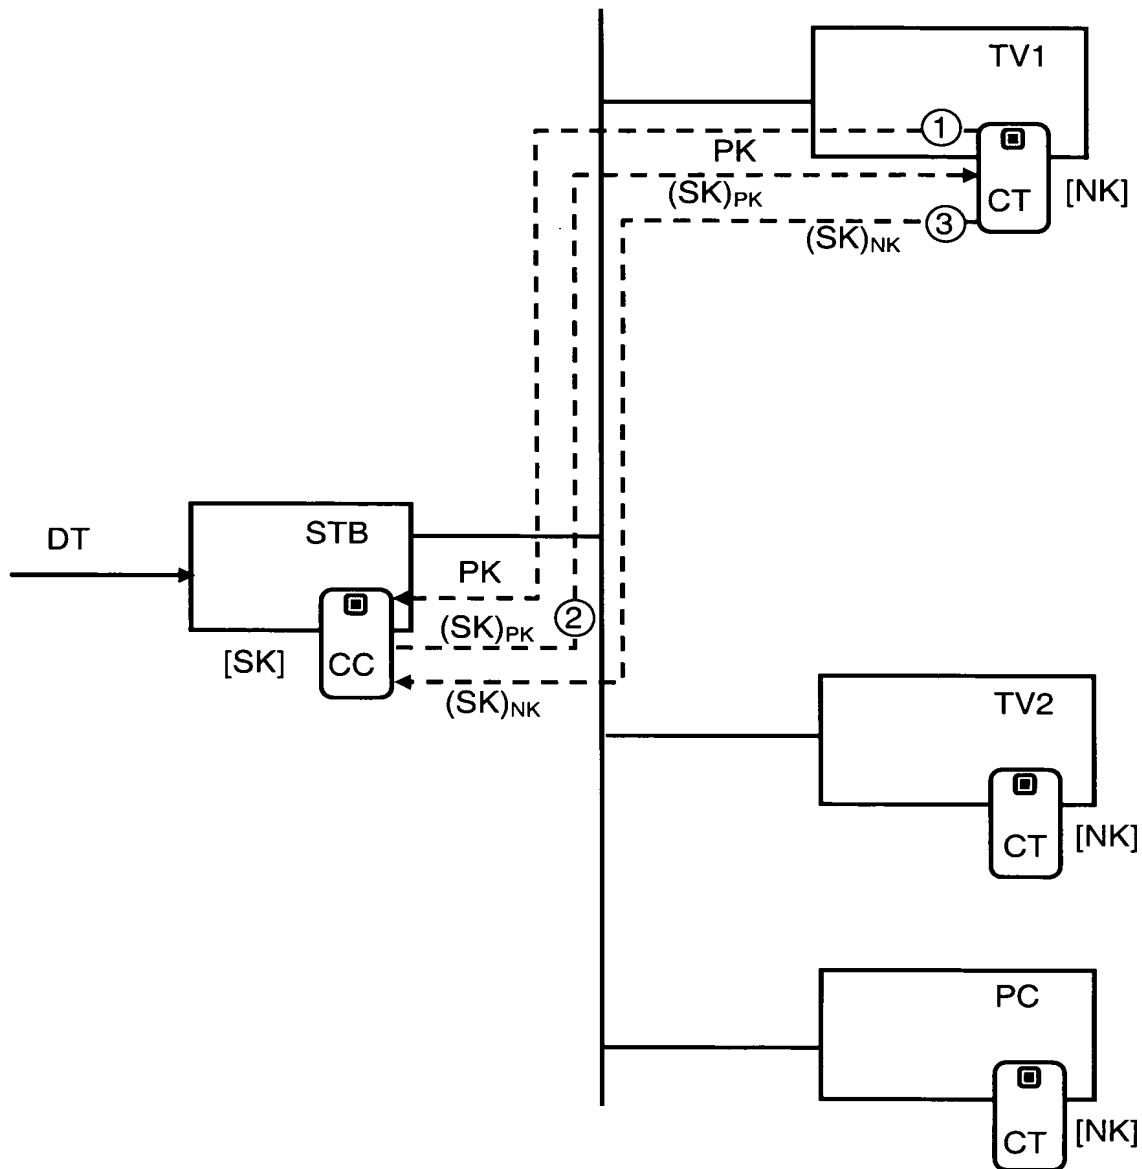 TV1
①
PK
(SK)PK
CT
[NK]
③
(SK)NK
DT
STB
PK
②
(SK)PK
[SK]
CC
(SK)NK
TV2
CT
[NK]
PC
CT
[NK]